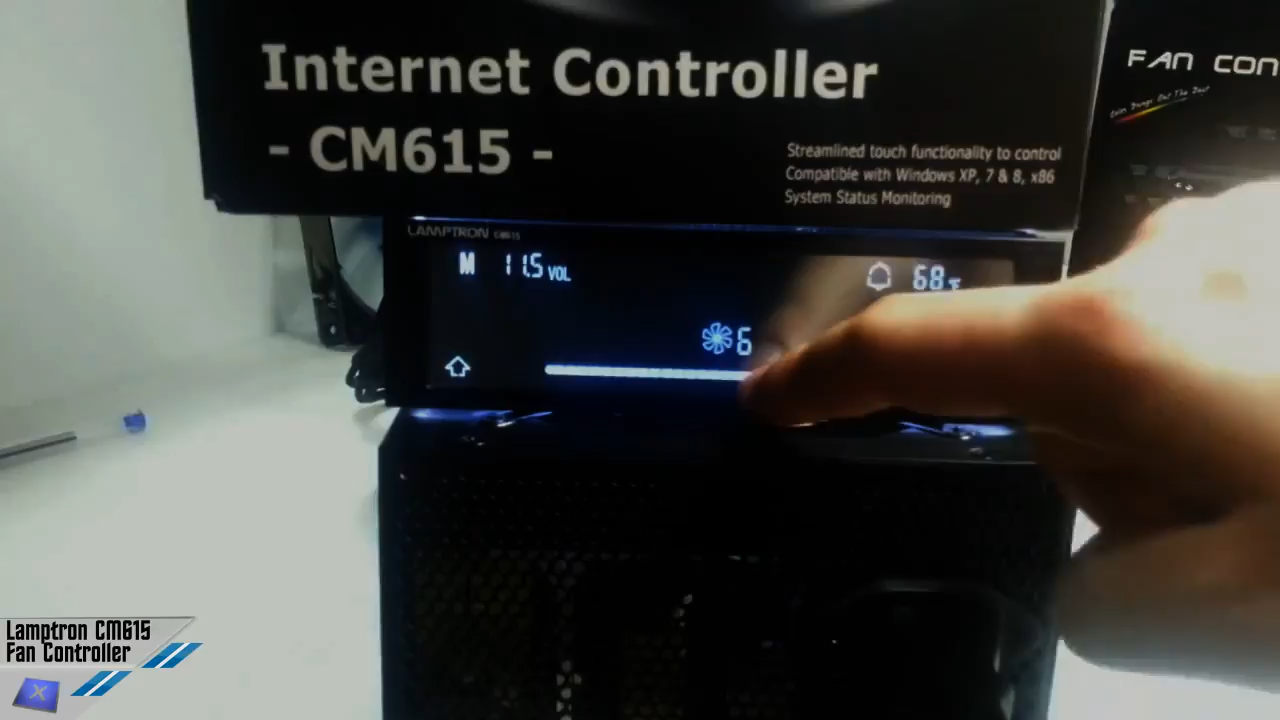 Internet Controller
- CM615 -
Streamlined touch functionality to control
Compatible with Windows XP, 7 & 8, x86
System Status Monitoring
FAN CON
LAMPTRON CM615
M 11.5 VOL
68°F
6
Lamptron CM615
Fan Controller
X